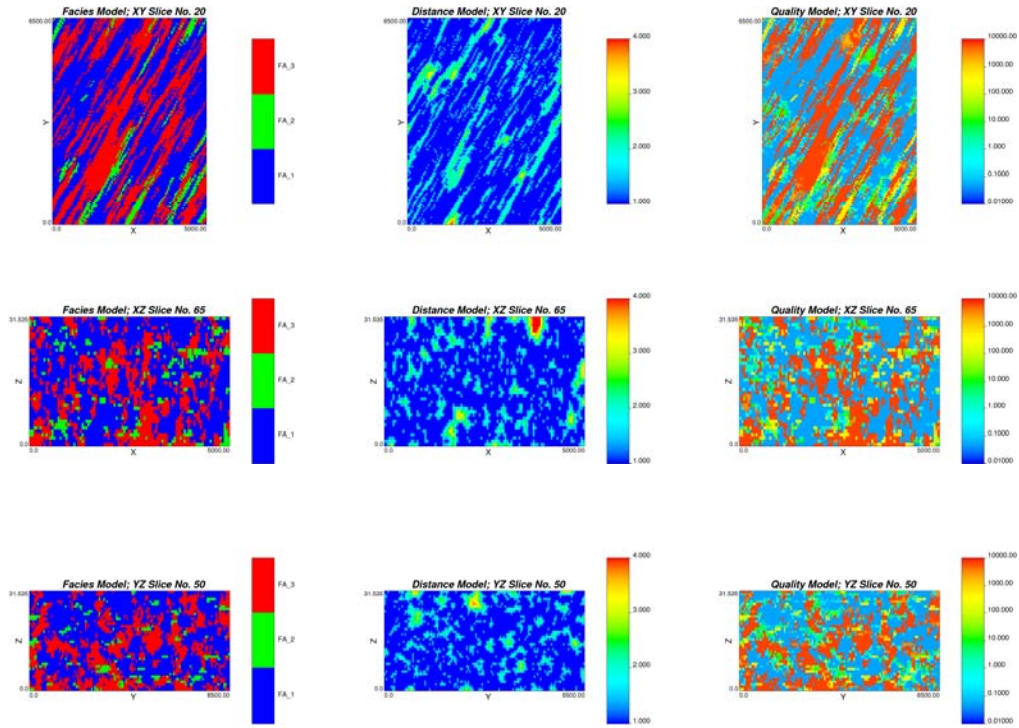 Facies Model; XY Slice No. 20
6500.00
Y
0.0
0.0
X
5000.00
FA_3
FA_2
FA_1
Distance Model; XY Slice No. 20
6500.00
Y
0.0
0.0
X
5000.00
4.000
3.000
2.000
1.000
Quality Model; XY Slice No. 20
6500.00
Y
0.0
0.0
X
5000.00
10000.00
1000.00
100.000
10.000
1.000
0.1000
0.01000
Facies Model; XZ Slice No. 65
31.535
Z
0.0
0.0
X
5000.00
FA_3
FA_2
FA_1
Distance Model; XZ Slice No. 65
31.535
Z
0.0
0.0
X
5000.00
4.000
3.000
2.000
1.000
Quality Model; XZ Slice No. 65
31.535
Z
0.0
0.0
X
5000.00
10000.00
1000.00
100.000
10.000
1.000
0.1000
0.01000
Facies Model; YZ Slice No. 50
31.535
Z
0.0
0.0
Y
6500.00
FA_3
FA_2
FA_1
Distance Model; YZ Slice No. 50
31.535
Z
0.0
0.0
Y
6500.00
4.000
3.000
2.000
1.000
Quality Model; YZ Slice No. 50
31.535
Z
0.0
0.0
Y
6500.00
10000.00
1000.00
100.000
10.000
1.000
0.1000
0.01000